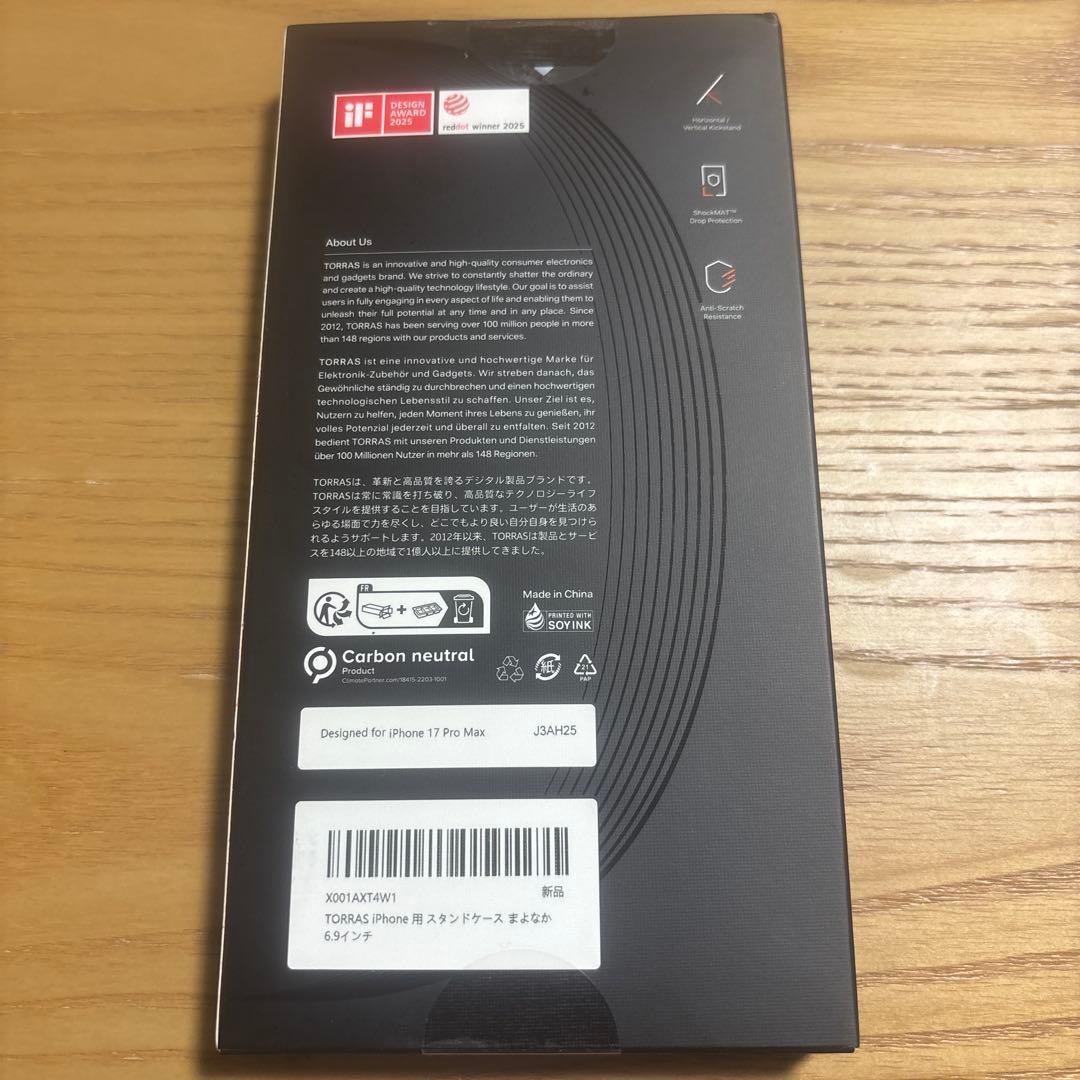 iF
DESIGN
AWARD
2025
reddot winner 2025
Horizontal /
Vertical Kickstand
ShockMAT™
Drop Protection
Anti-Scratch
Resistance
About Us
TORRAS is an innovative and high-quality consumer electronics
and gadgets brand. We strive to constantly shatter the ordinary
and create a high-quality technology lifestyle. Our goal is to assist
users in fully engaging in every aspect of life and enabling them to
unleash their full potential at any time and in any place. Since
2012, TORRAS has been serving over 100 million people in more
than 148 regions with our products and services.
TORRAS ist eine innovative und hochwertige Marke für
Elektronik-Zubehör und Gadgets. Wir streben danach, das
Gewöhnliche ständig zu durchbrechen und einen hochwertigen
technologischen Lebensstil zu schaffen. Unser Ziel ist es,
Nutzern zu helfen, jeden Moment ihres Lebens zu genießen, ihr
volles Potenzial jederzeit und überall zu entfalten. Seit 2012
bedient TORRAS mit unseren Produkten und Dienstleistungen
über 100 Millionen Nutzer in mehr als 148 Regionen.
TORRASは、革新と高品質を誇るデジタル製品ブランドです。
TORRASは常に常識を打ち破り、高品質なテクノロジーライフ
スタイルを提供することを目指しています。ユーザーが生活のあ
らゆる場面で力を尽くし、どこでもより良い自分自身を見つけら
れるようサポートします。2012年以来、TORRASは製品とサービ
スを148以上の地域で1億人以上に提供してきました。
FR
+
Made in China
PRINTED WITH
SOY INK
Carbon neutral
Product
ClimatePartner.com/18415-2203-1001
紙
21
PAP
Designed for iPhone 17 Pro Max J3AH25
X001AXT4W1 新品
TORRAS iPhone 用 スタンドケース まよなか
6.9インチ